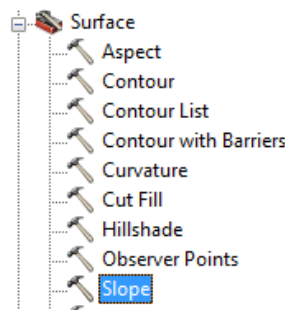 Surface
Aspect
Contour
Contour List
Contour with Barriers
Curvature
Cut Fill
Hillshade
Observer Points
Slope